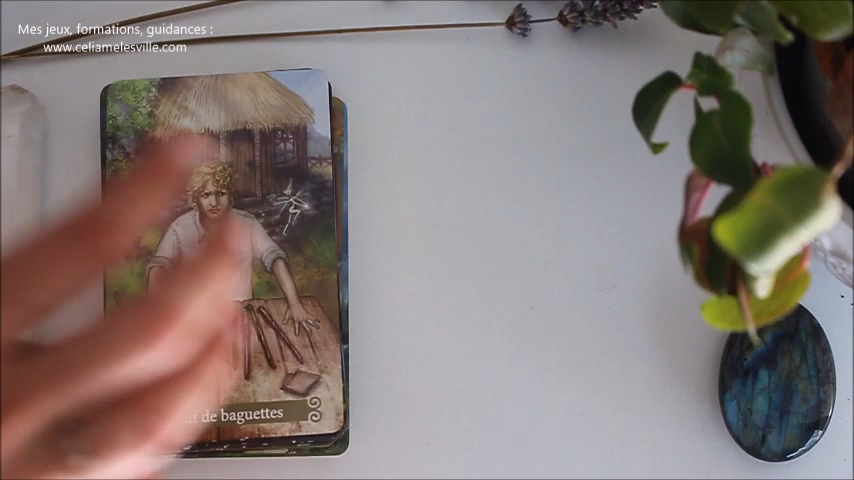 Mes jeux, formations, guidances :
www.celiamelesville.com
de baguettes